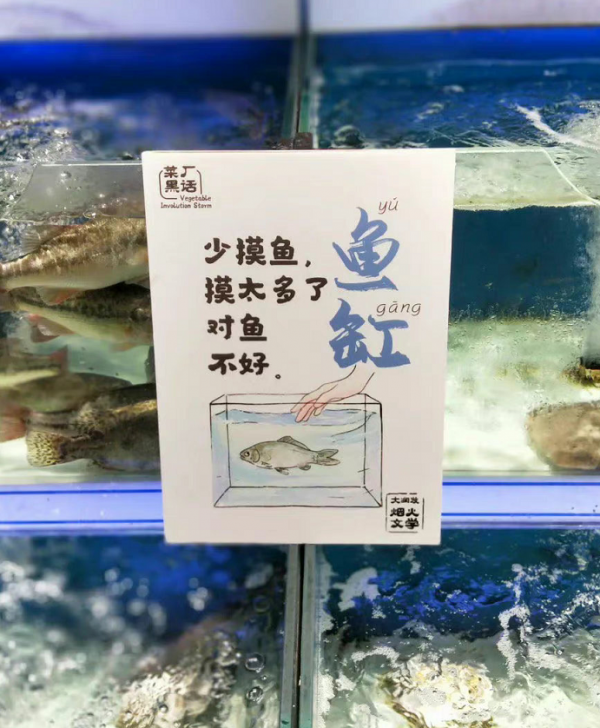 菜厂
黑话
Vegetable
Involution Storm
yú
鱼
gāng
缸
少摸鱼，
摸太多了
对鱼
不好。
大润发
烟火
文学